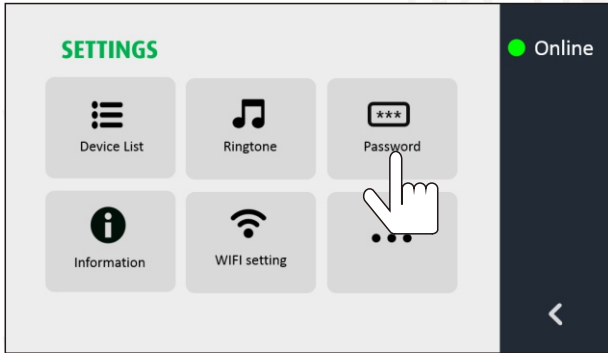 SETTINGS
Online
Device List
Ringtone
***
Password
Information
WIFI setting